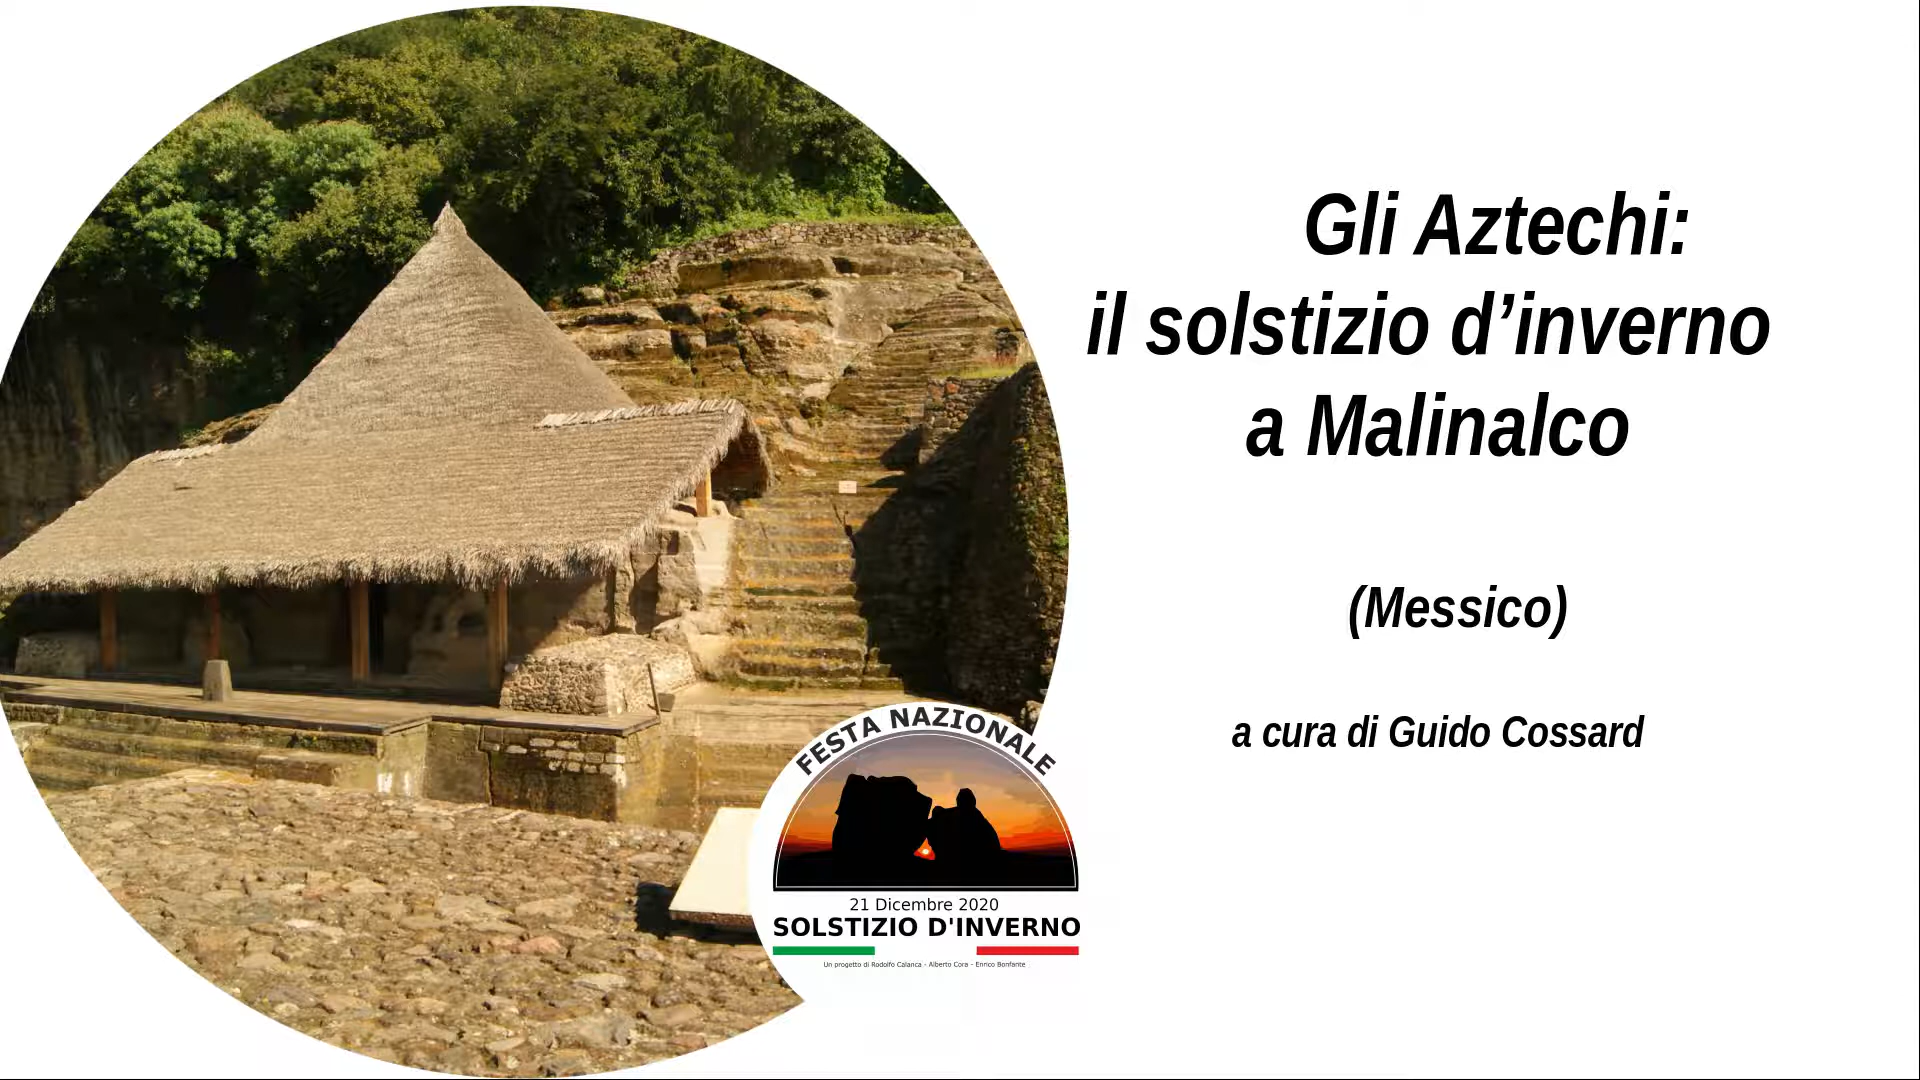 Gli Aztechi:
il solstizio d’inverno
a Malinalco
(Messico)
a cura di Guido Cossard
FESTA NAZIONALE
21 Dicembre 2020
SOLSTIZIO D'INVERNO
Un progetto di Rodolfo Calanca - Alberto Cora - Enrico Bonfante